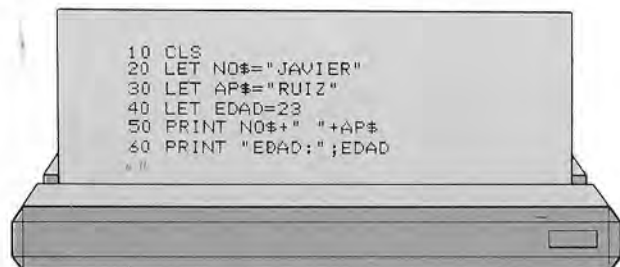 10 CLS
20 LET NO$="JAVIER"
30 LET AP$="RUIZ"
40 LET EDAD=23
50 PRINT NO$+" "+AP$
60 PRINT "EDAD:";EDAD